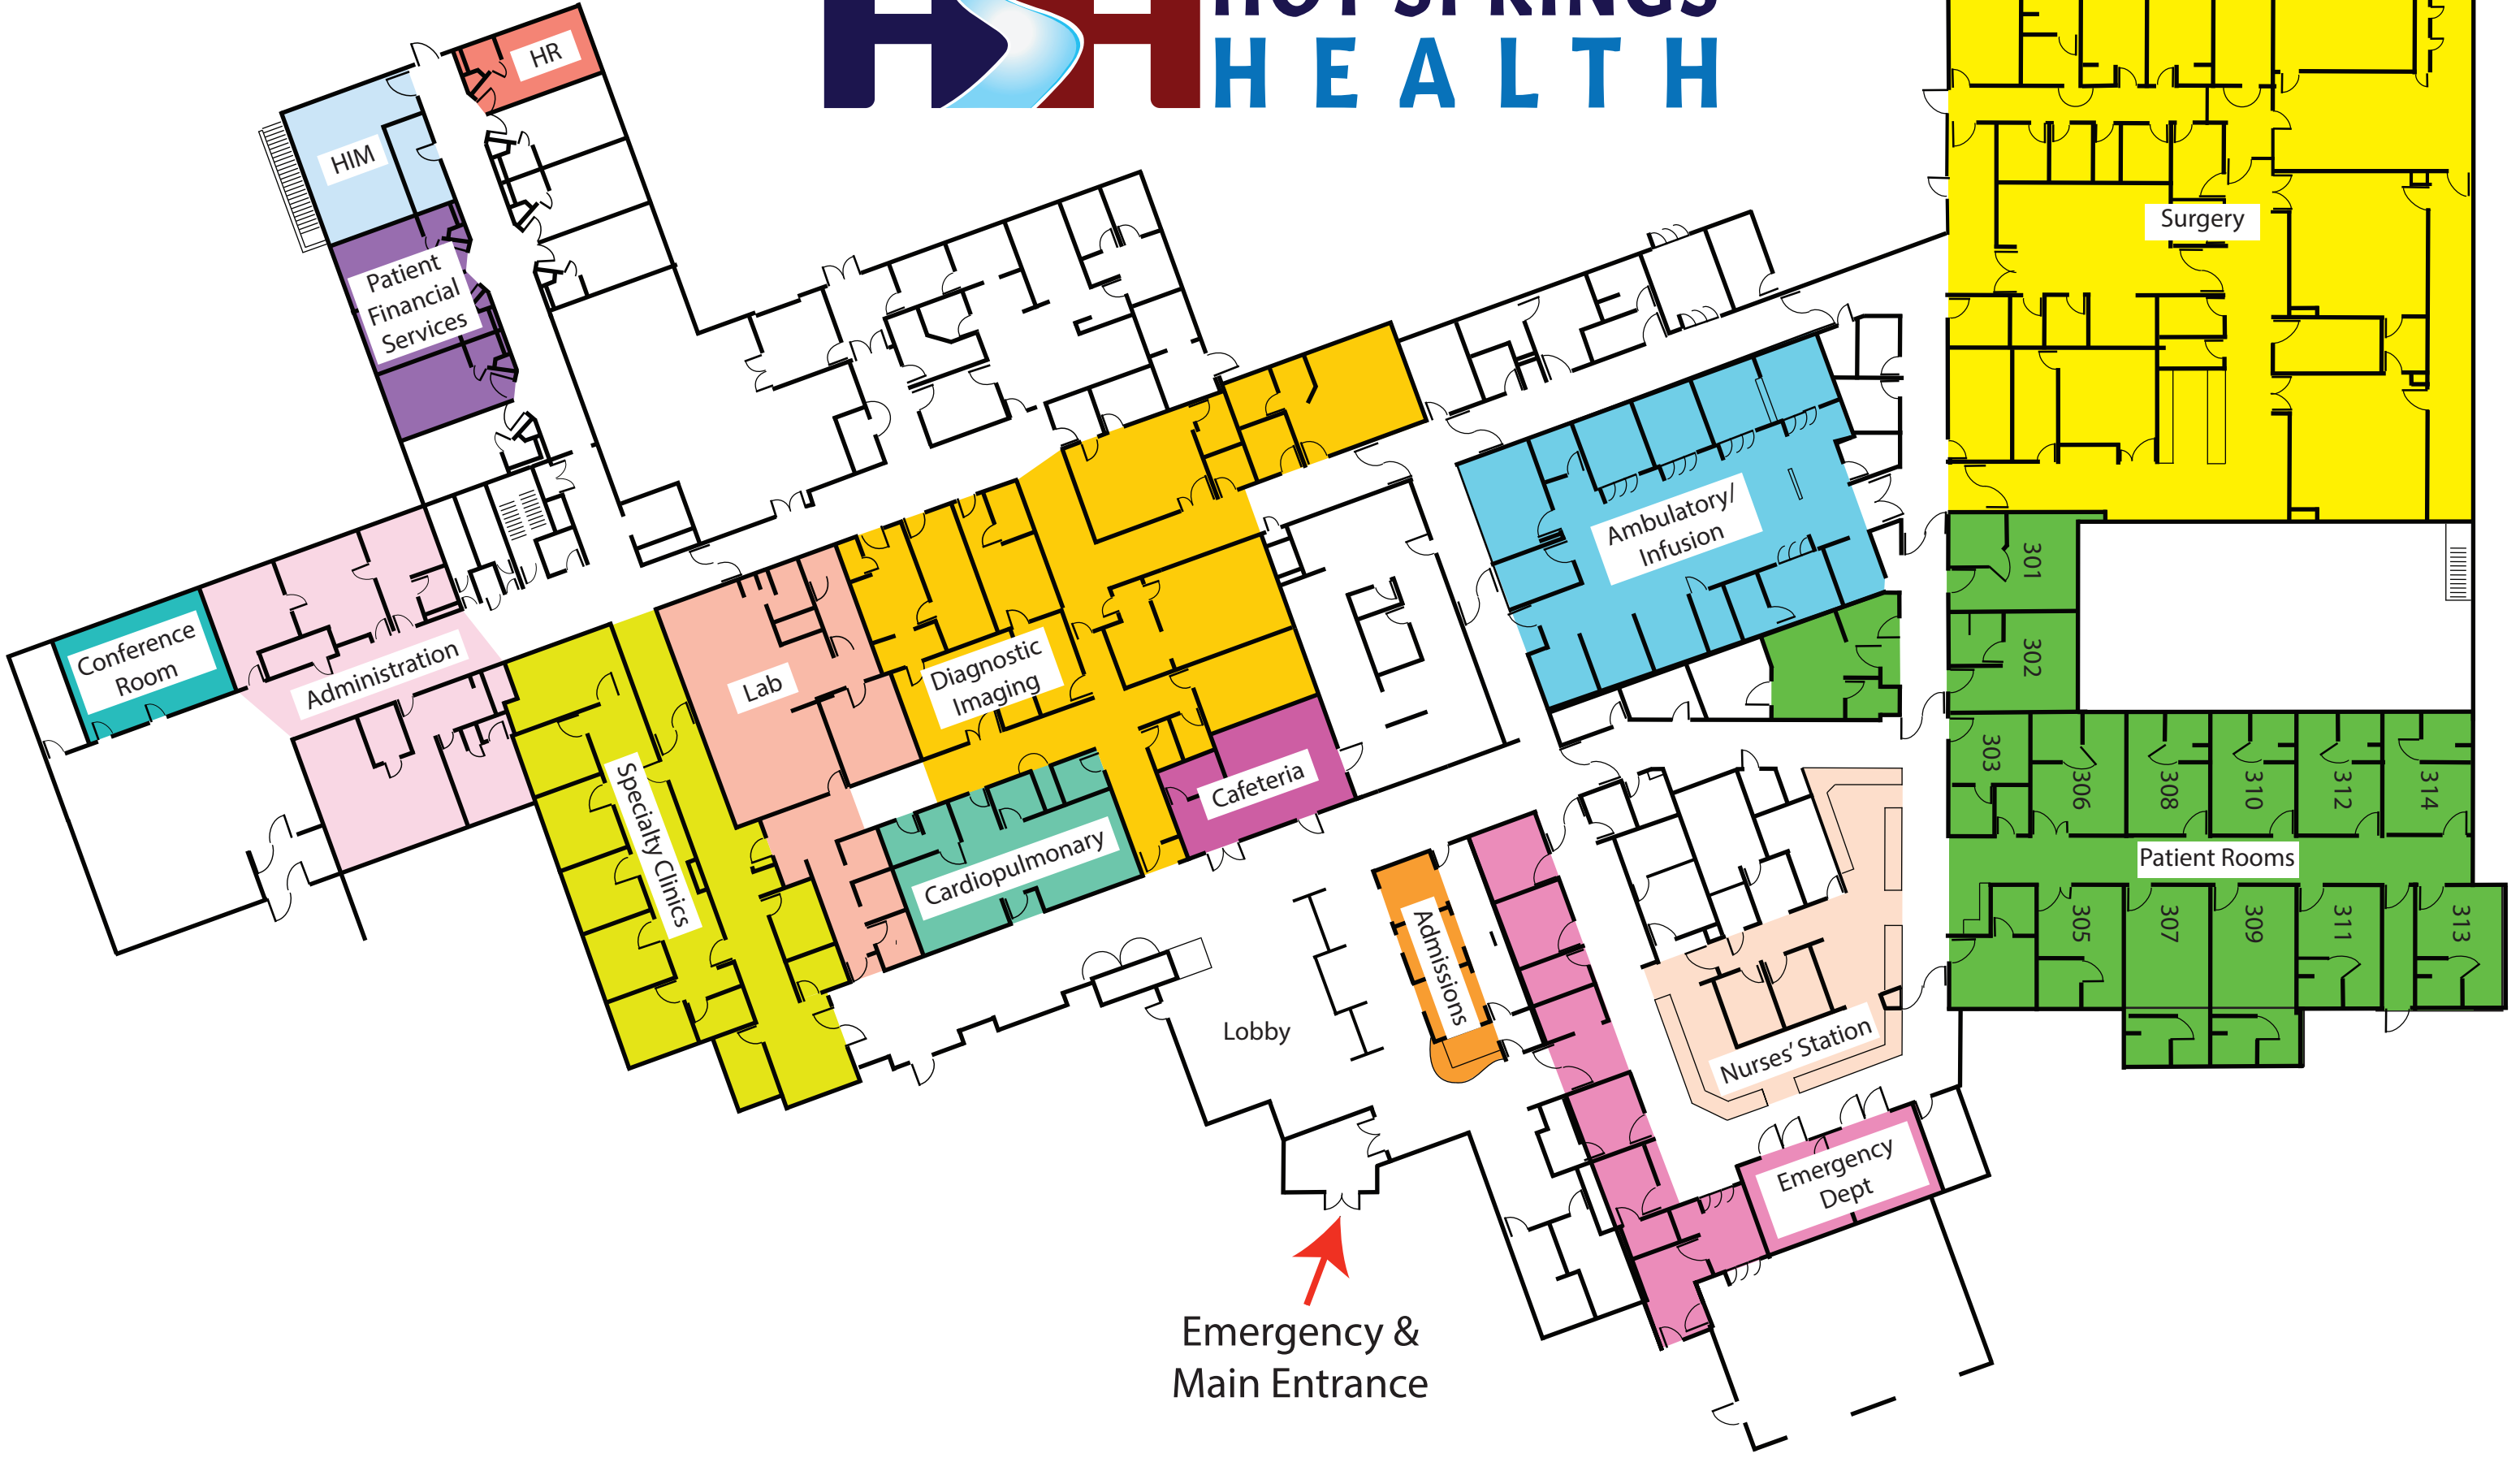 HOT SPRINGS
HEALTH
HR
HIM
Patient
Financial
Services
Surgery
Ambulatory/
Infusion
Conference
Room
Administration
Lab
Diagnostic
Imaging
Specialty Clinics
Cardiopulmonary
Cafeteria
Admissions
Lobby
Nurses' Station
Emergency
Dept
Emergency &
Main Entrance
301
302
303
306
308
310
312
314
Patient Rooms
305
307
309
311
313